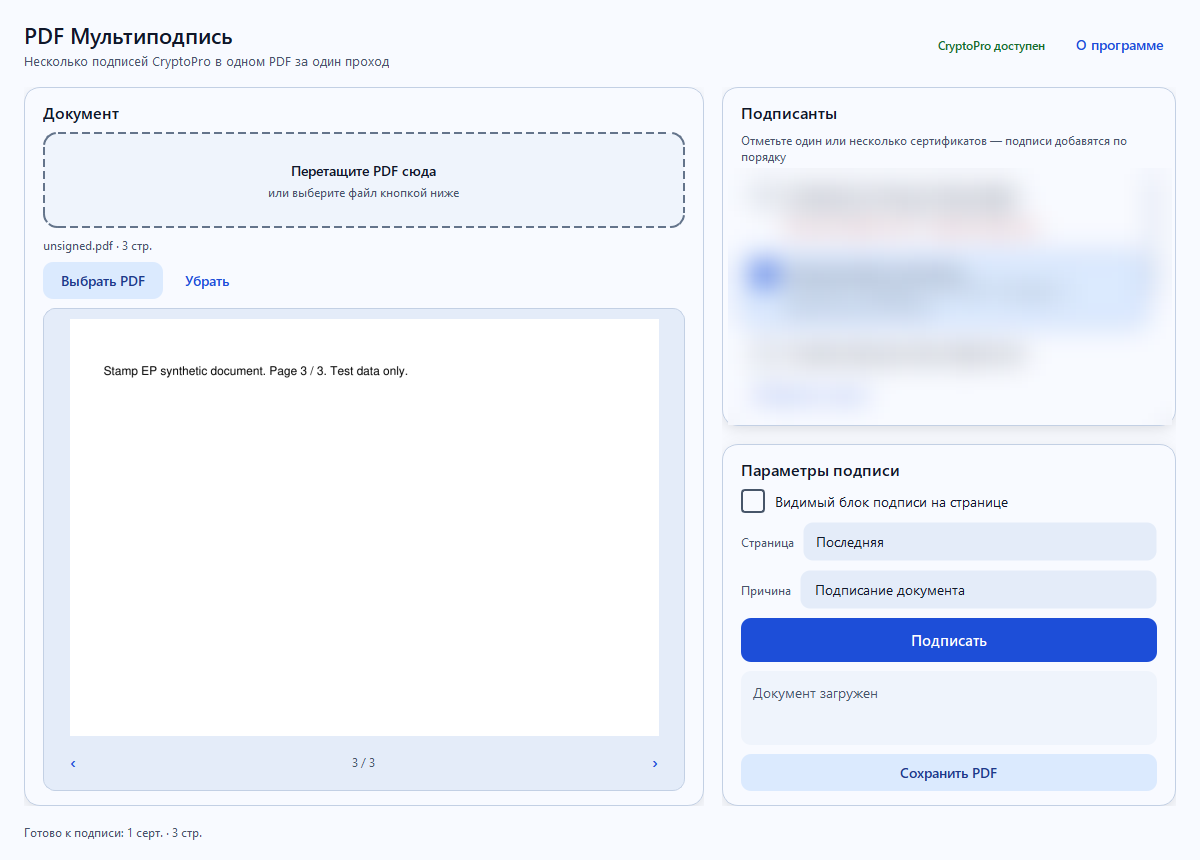 PDF Мультиподпись
Несколько подписей CryptoPro в одном PDF за один проход
CryptoPro доступен
О программе
Документ
Перетащите PDF сюда
или выберите файл кнопкой ниже
unsigned.pdf · 3 стр.
Выбрать PDF
Убрать
Stamp EP synthetic document. Page 3 / 3. Test data only.
‹
3 / 3
›
Подписанты
Отметьте один или несколько сертификатов — подписи добавятся по
порядку
Параметры подписи
Видимый блок подписи на странице
Страница
Последняя
Причина
Подписание документа
Подписать
Документ загружен
Сохранить PDF
Готово к подписи: 1 серт. · 3 стр.